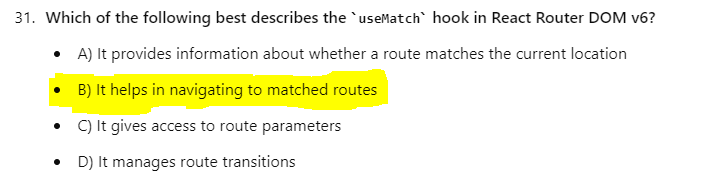 31. Which of the following best describes the `useMatch` hook in React Router DOM v6?
• A) It provides information about whether a route matches the current location
• B) It helps in navigating to matched routes
• C) It gives access to route parameters
• D) It manages route transitions